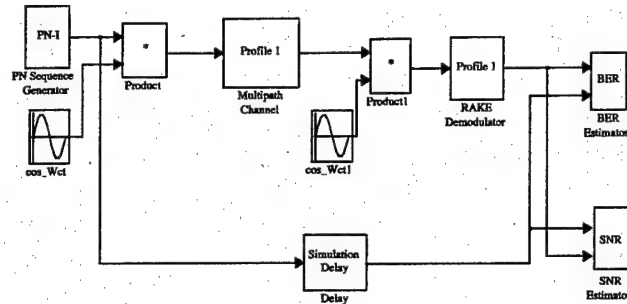 PN-I
PN Sequence
Generator
*
Product
cos_Wct
Profile 1
Multipath
Channel
*
Product1
cos_Wct1
Profile 1
RAKE
Demodulator
BER
BER
Estimator
Simulation
Delay
Delay
SNR
SNR
Estimator